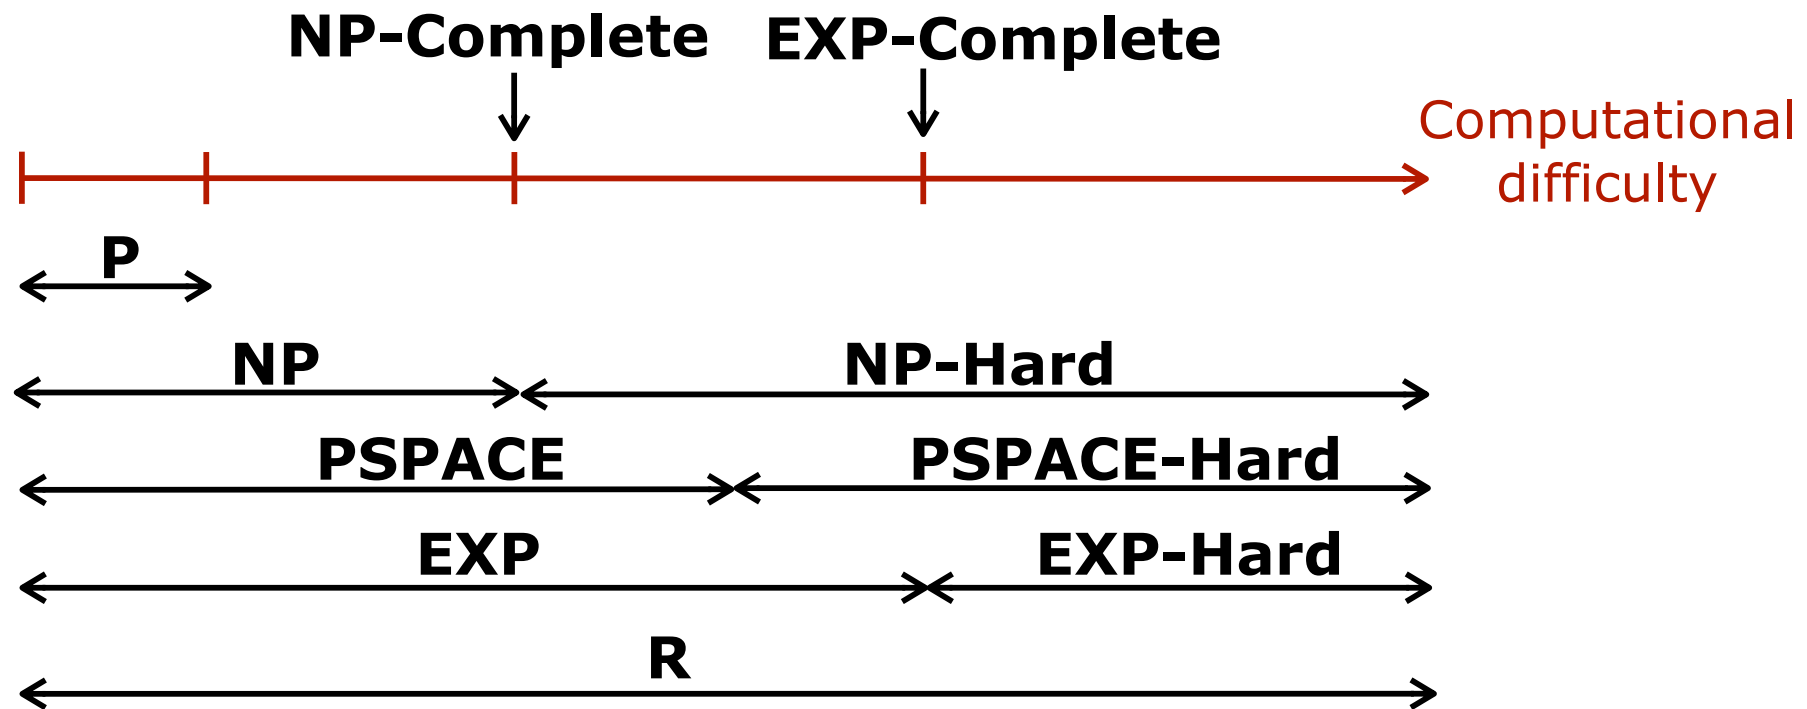 NP-Complete EXP-Complete
Computational
difficulty
P
NP NP-Hard
PSPACE PSPACE-Hard
EXP EXP-Hard
R